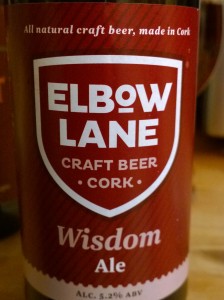 All natural craft beer, made in Cork
ELBOW
LANE
CRAFT BEER
· CORK ·
Wisdom
Ale
ALC. 5.2% ABV